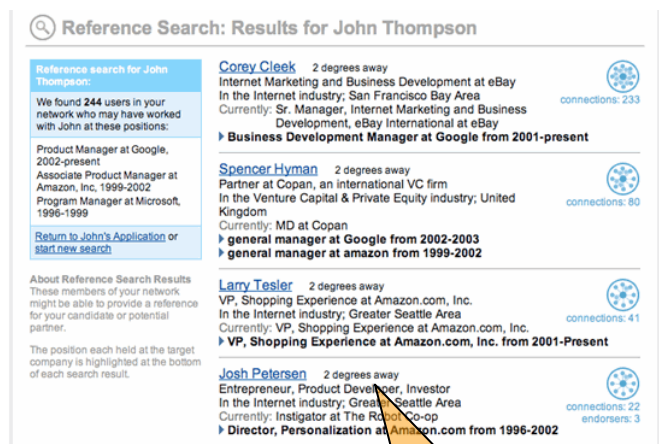 Reference Search: Results for John Thompson
Reference search for John
Thompson:
We found 244 users in your
network who may have worked
with John at these positions:
Product Manager at Google,
2002-present
Associate Product Manager at
Amazon, Inc, 1999-2002
Program Manager at Microsoft,
1996-1999
Return to John's Application or
start new search
About Reference Search Results
These members of your network
might be able to provide a reference
for your candidate or potential
partner.
The position each held at the target
company is highlighted at the bottom
of each search result.
Corey Cleek 2 degrees away
Internet Marketing and Business Development at eBay
In the Internet industry; San Francisco Bay Area
Currently: Sr. Manager, Internet Marketing and Business
Development, eBay International at eBay
Business Development Manager at Google from 2001-present
connections: 233
Spencer Hyman 2 degrees away
Partner at Copan, an international VC firm
In the Venture Capital & Private Equity industry; United
Kingdom
Currently: MD at Copan
general manager at Google from 2002-2003
general manager at amazon from 1999-2002
connections: 80
Larry Tesler 2 degrees away
VP, Shopping Experience at Amazon.com, Inc.
In the Internet industry; Greater Seattle Area
Currently: VP, Shopping Experience at Amazon.com, Inc.
VP, Shopping Experience at Amazon.com, Inc. from 2001-Present
connections: 41
Josh Petersen 2 degrees away
Entrepreneur, Product Developer, Investor
In the Internet industry; Greater Seattle Area
Currently: Instigator at The Robot Co-op
Director, Personalization at Amazon.com from 1996-2002
connections: 22
endorsers: 3